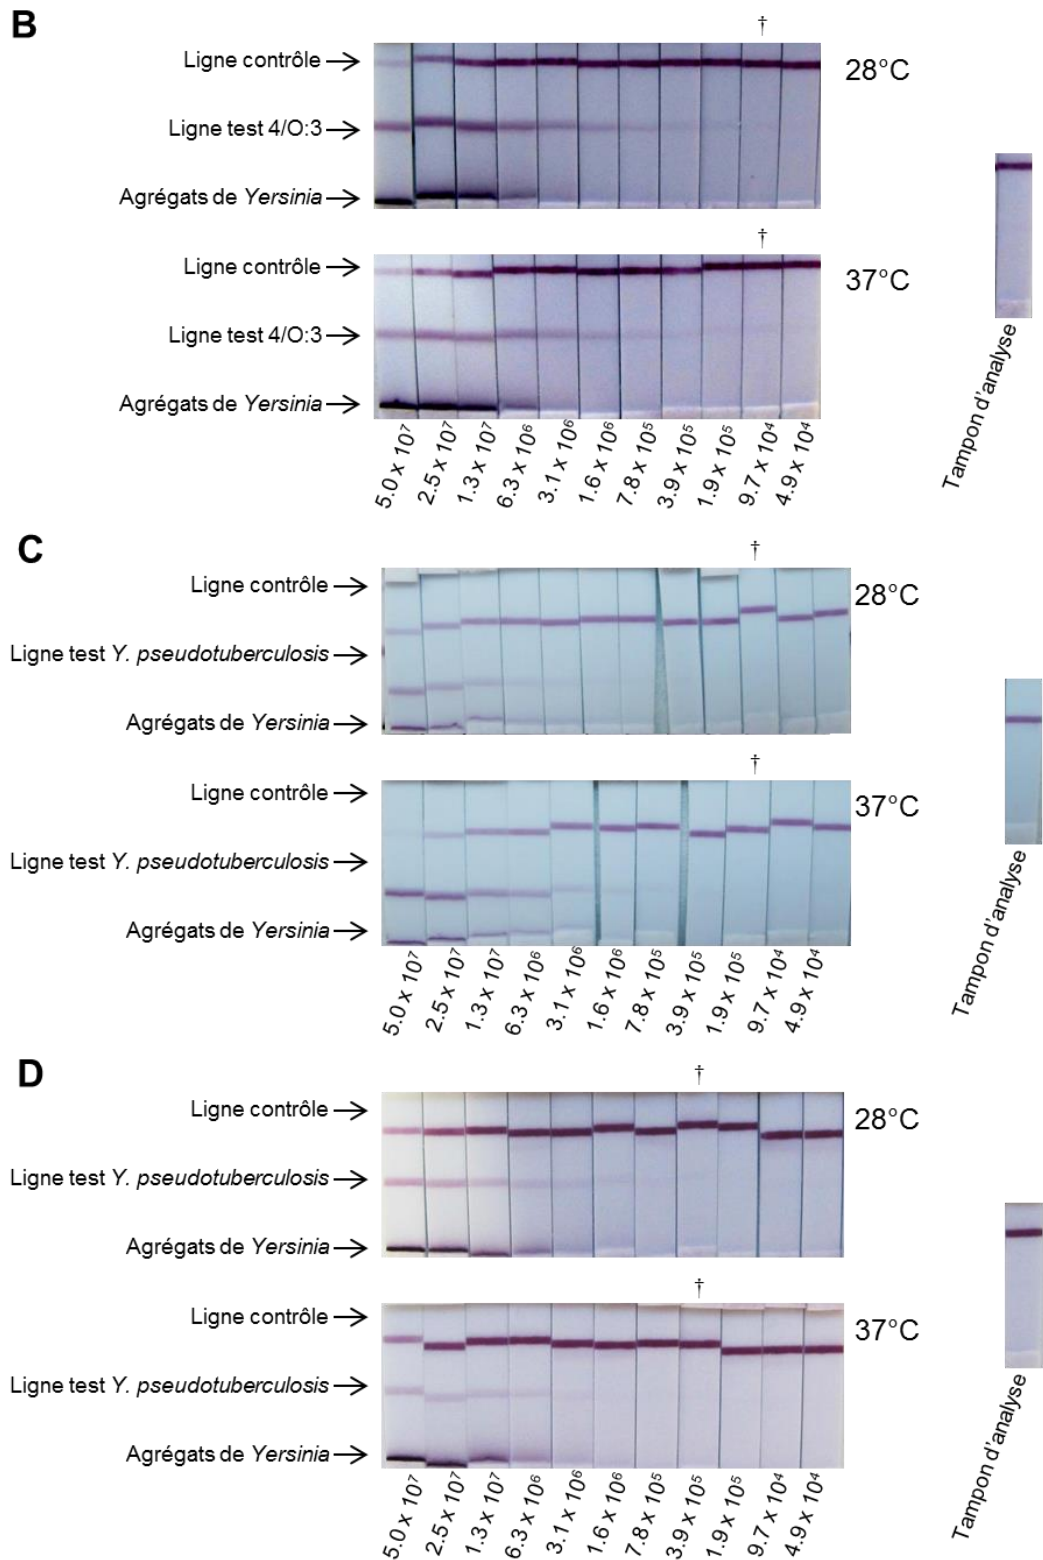 B
†
Ligne contrôle
28°C
Ligne test 4/O:3
Agrégats de Yersinia
†
Ligne contrôle
37°C
Ligne test 4/O:3
Agrégats de Yersinia
5.0 x 10⁷
2.5 x 10⁷
1.3 x 10⁷
6.3 x 10⁶
3.1 x 10⁶
1.6 x 10⁶
7.8 x 10⁵
3.9 x 10⁵
1.9 x 10⁵
9.7 x 10⁴
4.9 x 10⁴
Tampon d’analyse
C
†
Ligne contrôle
28°C
Ligne test Y. pseudotuberculosis
Agrégats de Yersinia
†
Ligne contrôle
37°C
Ligne test Y. pseudotuberculosis
Agrégats de Yersinia
5.0 x 10⁷
2.5 x 10⁷
1.3 x 10⁷
6.3 x 10⁶
3.1 x 10⁶
1.6 x 10⁶
7.8 x 10⁵
3.9 x 10⁵
1.9 x 10⁵
9.7 x 10⁴
4.9 x 10⁴
Tampon d’analyse
D
†
Ligne contrôle
28°C
Ligne test Y. pseudotuberculosis
Agrégats de Yersinia
†
Ligne contrôle
37°C
Ligne test Y. pseudotuberculosis
Agrégats de Yersinia
5.0 x 10⁷
2.5 x 10⁷
1.3 x 10⁷
6.3 x 10⁶
3.1 x 10⁶
1.6 x 10⁶
7.8 x 10⁵
3.9 x 10⁵
1.9 x 10⁵
9.7 x 10⁴
4.9 x 10⁴
Tampon d’analyse